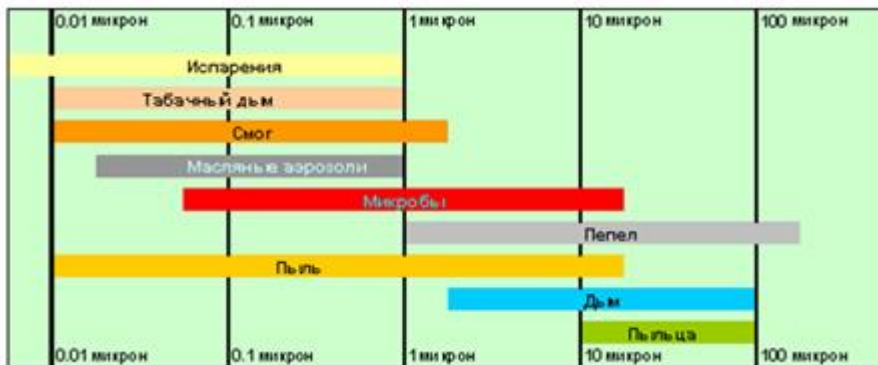 0.01 микрон 0.1 микрон 1 микрон 10 микрон 100 микрон
Испарения
Табачный дым
Смог
Масляные аэрозоли
Микробы
Пепел
Пыль
Дым
Пыльца
0.01 микрон 0.1 микрон 1 микрон 10 микрон 100 микрон